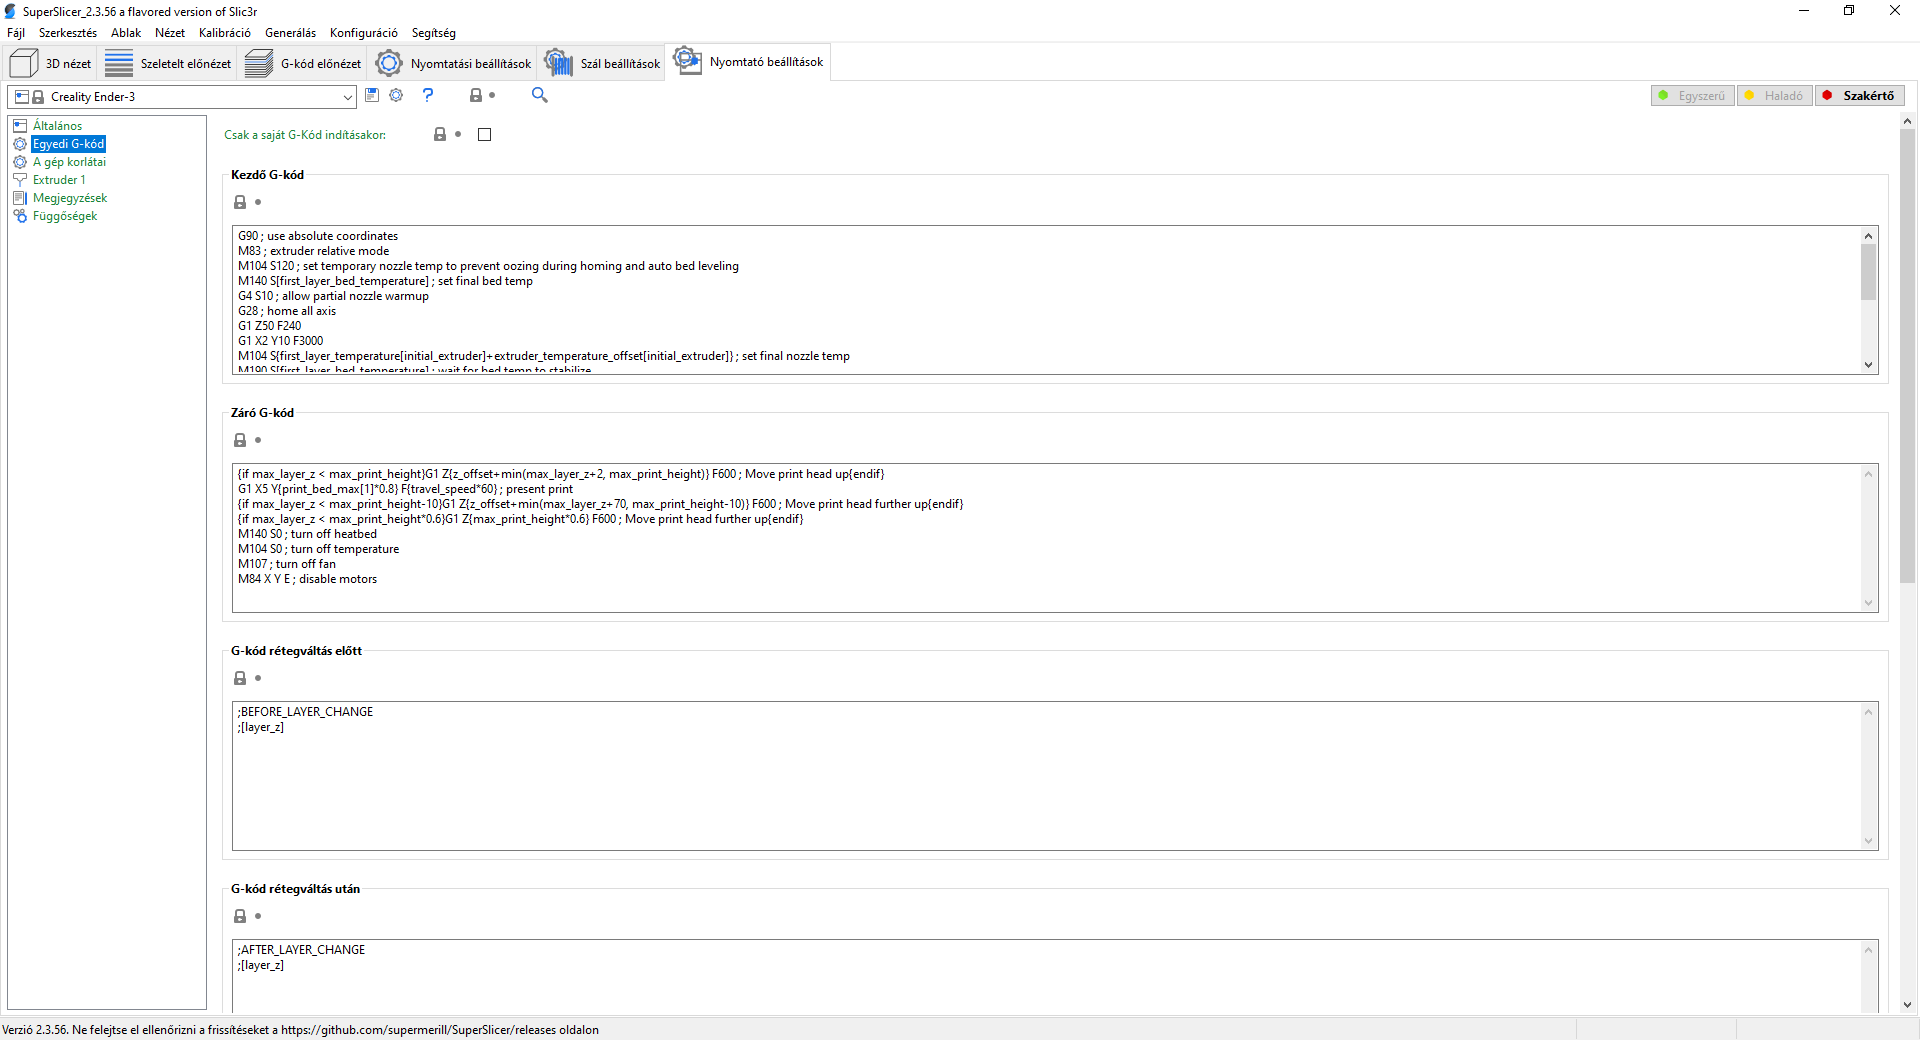 SuperSlicer_2.3.56 a flavored version of Slic3r
Fájl Szerkesztés Ablak Nézet Kalibráció Generálás Konfiguráció Segítség
3D nézet Szeletelt előnézet G-kód előnézet Nyomtatási beállítások Szál beállítások Nyomtató beállítások
Creality Ender-3
?
Egyszerű Haladó Szakértő
Általános
Egyedi G-kód
A gép korlátai
Extruder 1
Megjegyzések
Függőségek
Csak a saját G-Kód indításakor:
Kezdő G-kód
G90 ; use absolute coordinates
M83 ; extruder relative mode
M104 S120 ; set temporary nozzle temp to prevent oozing during homing and auto bed leveling
M140 S[first_layer_bed_temperature] ; set final bed temp
G4 S10 ; allow partial nozzle warmup
G28 ; home all axis
G1 Z50 F240
G1 X2 Y10 F3000
M104 S{first_layer_temperature[initial_extruder]+extruder_temperature_offset[initial_extruder]} ; set final nozzle temp
M190 S[first_layer_bed_temperature] ; wait for bed temp to stabilize
Záró G-kód
{if max_layer_z < max_print_height}G1 Z{z_offset+min(max_layer_z+2, max_print_height)} F600 ; Move print head up{endif}
G1 X5 Y{print_bed_max[1]*0.8} F{travel_speed*60} ; present print
{if max_layer_z < max_print_height-10}G1 Z{z_offset+min(max_layer_z+70, max_print_height-10)} F600 ; Move print head further up{endif}
{if max_layer_z < max_print_height*0.6}G1 Z{max_print_height*0.6} F600 ; Move print head further up{endif}
M140 S0 ; turn off heatbed
M104 S0 ; turn off temperature
M107 ; turn off fan
M84 X Y E ; disable motors
G-kód rétegváltás előtt
;BEFORE_LAYER_CHANGE
;[layer_z]
G-kód rétegváltás után
;AFTER_LAYER_CHANGE
;[layer_z]
Verzió 2.3.56. Ne felejtse el ellenőrizni a frissítéseket a https://github.com/supermerill/SuperSlicer/releases oldalon